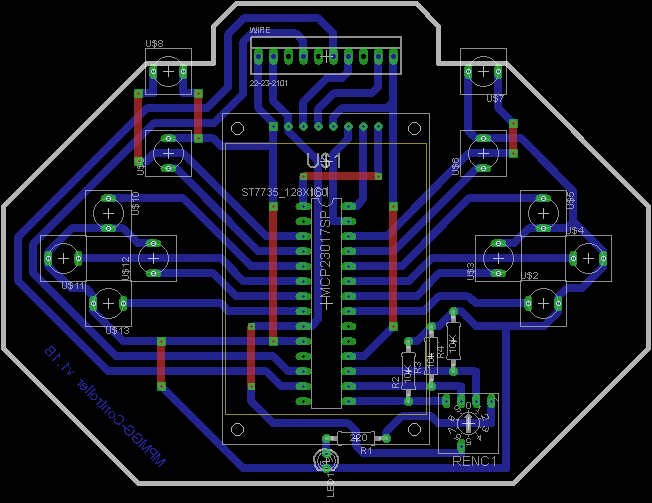 WIRE
U$8
22-23-2101
U$7
U$1
U$6
ST7735_128X160
U$10
U$5
MCP23017SP
U$4
U$12
U$3
U$11
U$2
U$13
R4
R3
R2
10K
10K
10K
WPMIGG-Controller v1.1B
220
R1
RENC1
LED1